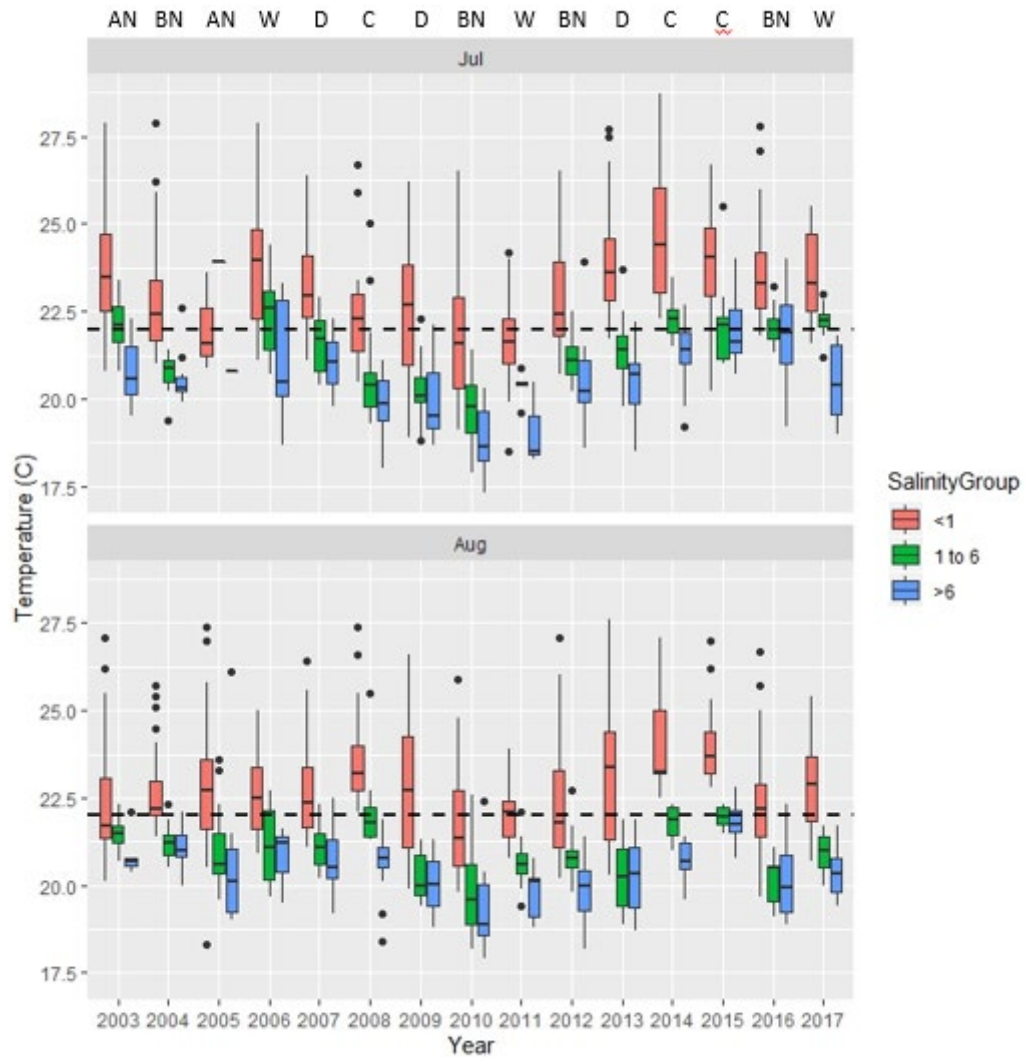 AN BN AN W D C D BN W BN D C C BN W
Jul
27.5
25.0
22.5
20.0
17.5
Temperature (C)
SalinityGroup
<1
1 to 6
>6
Aug
27.5
25.0
22.5
20.0
17.5
2003 2004 2005 2006 2007 2008 2009 2010 2011 2012 2013 2014 2015 2016 2017
Year